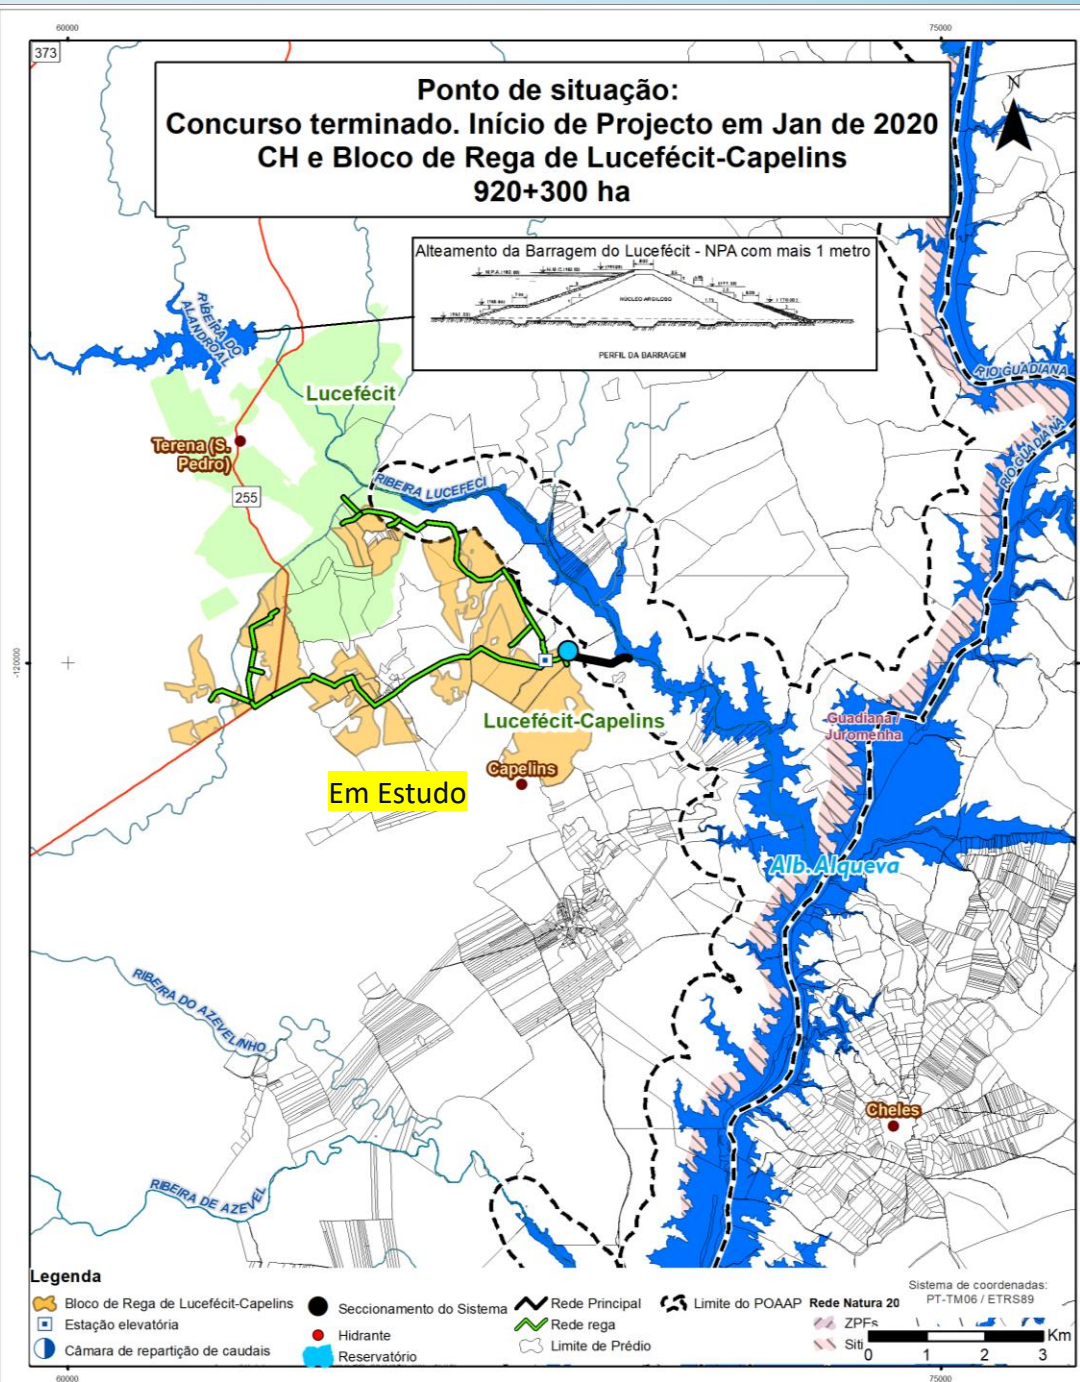 60000
75000
373
Ponto de situação:
Concurso terminado. Início de Projecto em Jan de 2020
CH e Bloco de Rega de Lucefécit-Capelins
920+300 ha
N
Alteamento da Barragem do Lucefécit - NPA com mais 1 metro
NÚCLEO ARGILOSO
PERFIL DA BARRAGEM
RIBEIRA DO
ALANDROAL
RIO GUADIANA
Lucefécit
Terena (S.
Pedro)
RIO GUADIANA
RIBEIRA LUCEFECI
255
-120000
Lucefécit-Capelins
Guadiana /
Juromenha
Capelins
Em Estudo
Alb.Alqueva
RIBEIRA DO AZEVELINHO
Cheles
RIBEIRA DE AZEVEL
Legenda
Bloco de Rega de Lucefécit-Capelins
Estação elevatória
Câmara de repartição de caudais
Seccionamento do Sistema
Hidrante
Reservatório
Rede Principal
Rede rega
Limite de Prédio
Limite do POAAP
Rede Natura 20
ZPEs
Siti
Sistema de coordenadas:
PT-TM06 / ETRS89
Km
0 1 2 3
60000
75000